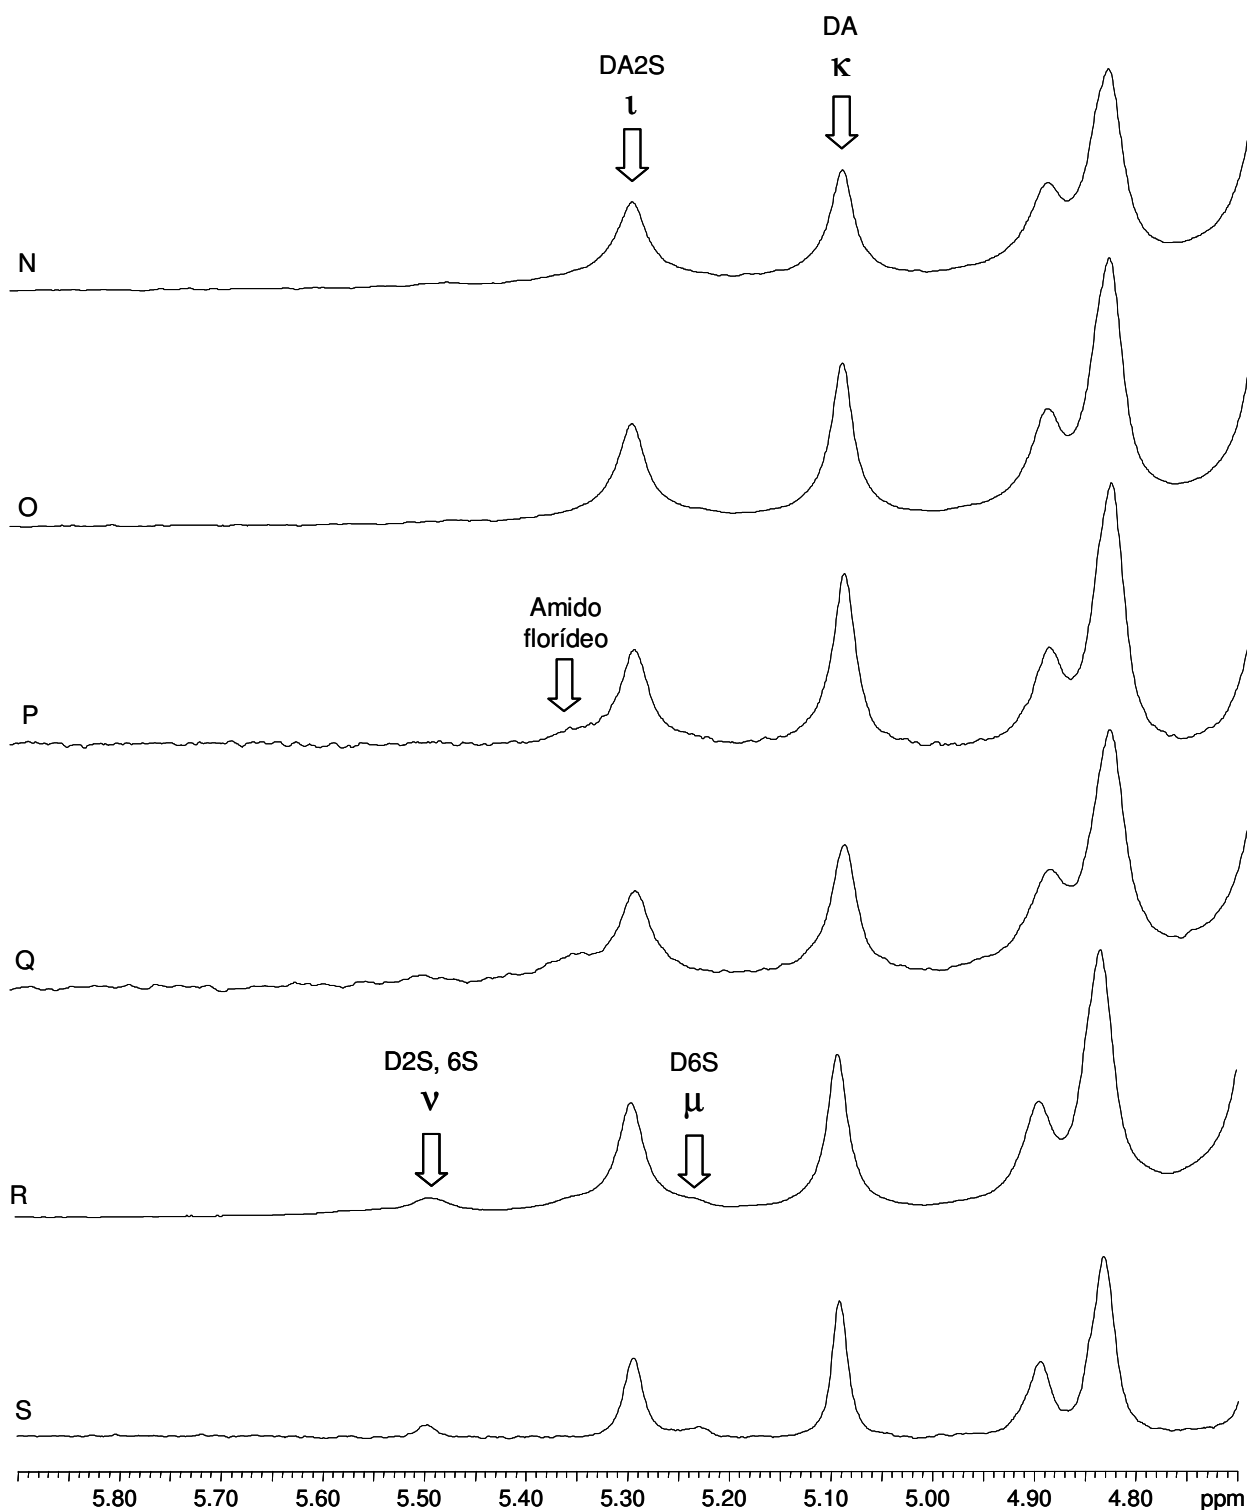 DA
DA2S
κ
ι
N
O
Amido
florídeo
P
Q
D2S, 6S
D6S
ν
μ
R
S
5.80 5.70 5.60 5.50 5.40 5.30 5.20 5.10 5.00 4.90 4.80 ppm